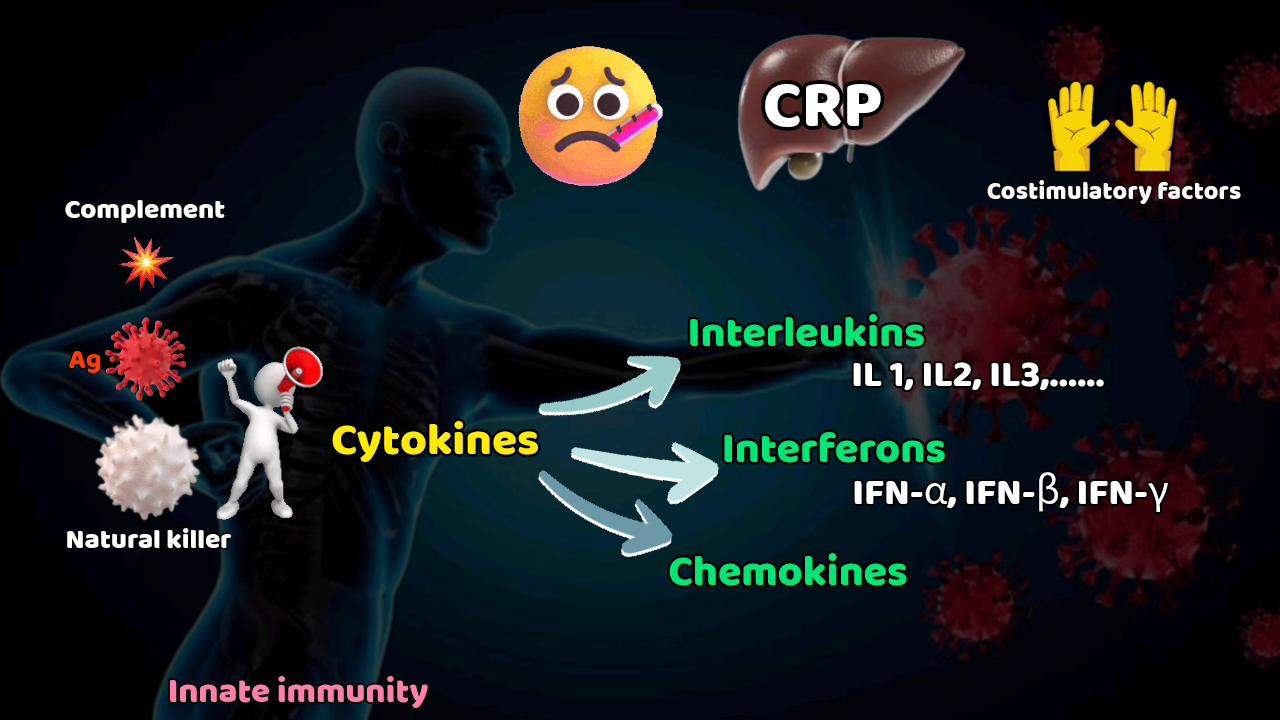 CRP
Costimulatory factors
Complement
Ag
Natural killer
Cytokines
Interleukins
IL 1, IL2, IL3,......
Interferons
IFN-α, IFN-β, IFN-γ
Chemokines
Innate immunity